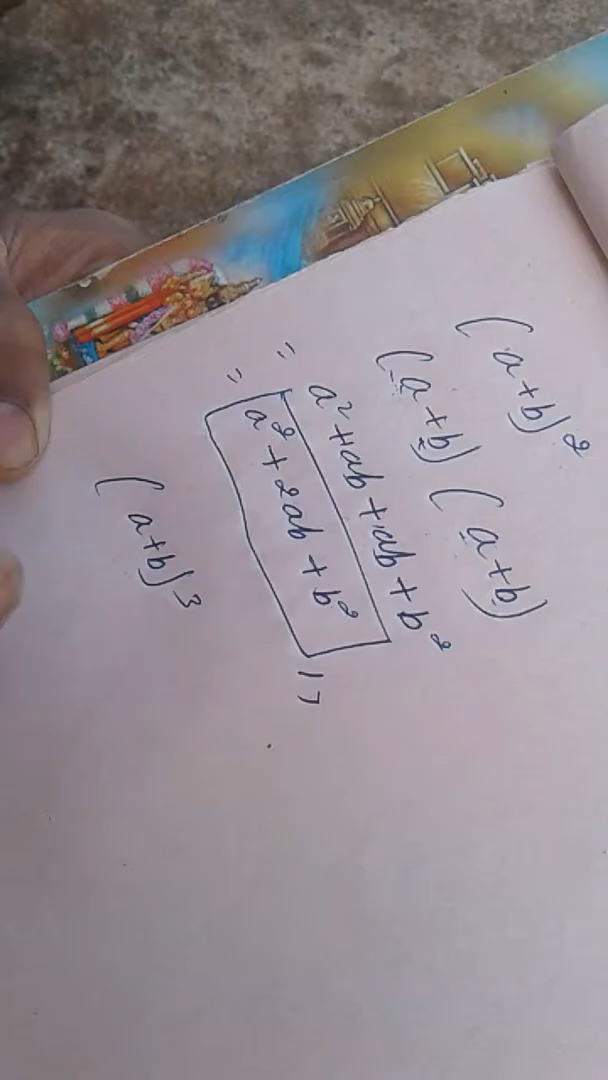 (a+b)²
(a+b) (a+b)
= a²+ab+ab+b²
= a²+2ab+b²
(a+b)³